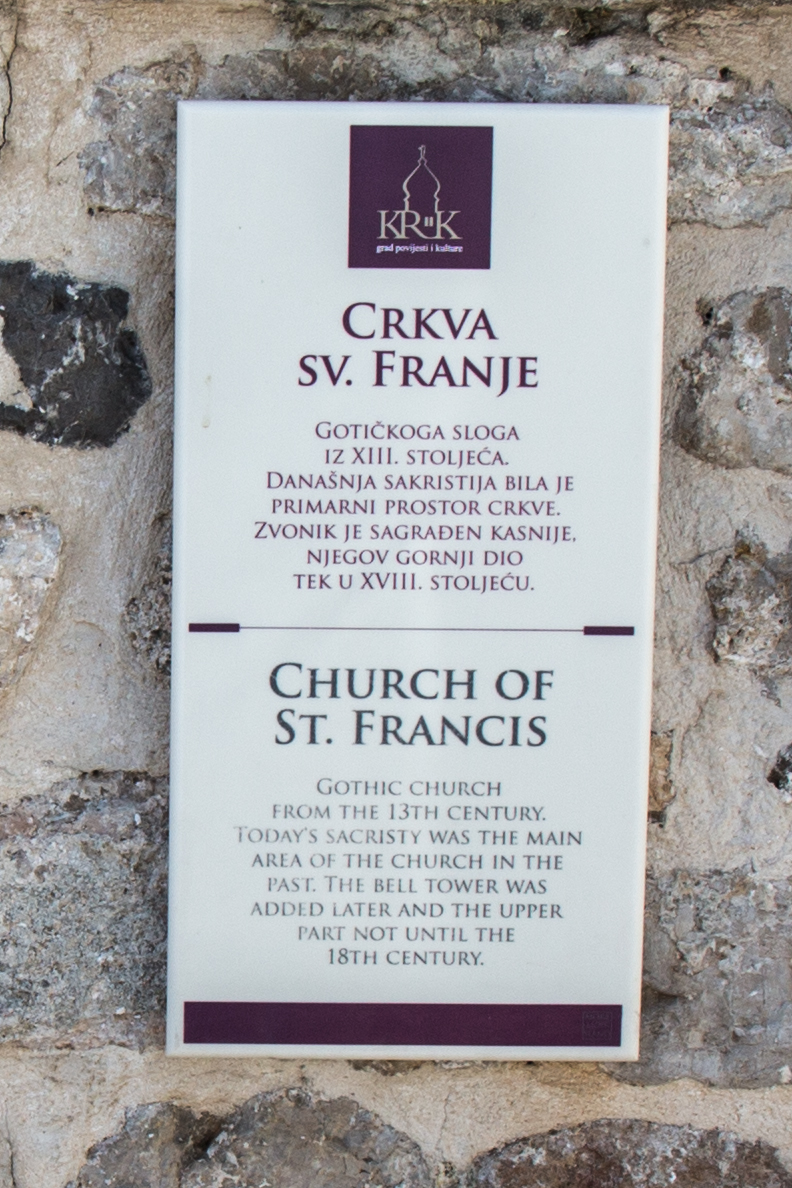 KRK
grad povijesti i kulture
CRKVA
SV. FRANJE
GOTIČKOGA SLOGA
IZ XIII. STOLJEĆA.
DANAŠNJA SAKRISTIJA BILA JE
PRIMARNI PROSTOR CRKVE.
ZVONIK JE SAGRAĐEN KASNIJE,
NJEGOV GORNJI DIO
TEK U XVIII. STOLJEĆU.
CHURCH OF
ST. FRANCIS
GOTHIC CHURCH
FROM THE 13TH CENTURY.
TODAY'S SACRISTY WAS THE MAIN
AREA OF THE CHURCH IN THE
PAST. THE BELL TOWER WAS
ADDED LATER AND THE UPPER
PART NOT UNTIL THE
18TH CENTURY.